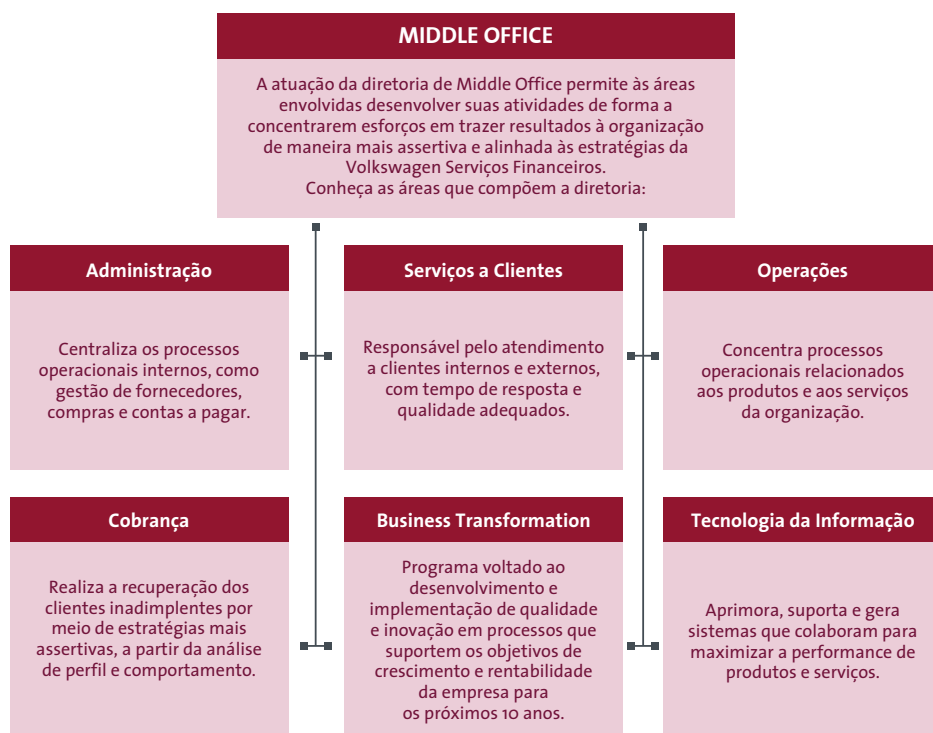 MIDDLE OFFICE
A atuação da diretoria de Middle Office permite às áreas
envolvidas desenvolver suas atividades de forma a
concentrarem esforços em trazer resultados à organização
de maneira mais assertiva e alinhada às estratégias da
Volkswagen Serviços Financeiros.
Conheça as áreas que compõem a diretoria:
Administração
Centraliza os processos
operacionais internos, como
gestão de fornecedores,
compras e contas a pagar.
Serviços a Clientes
Responsável pelo atendimento
a clientes internos e externos,
com tempo de resposta e
qualidade adequados.
Operações
Concentra processos
operacionais relacionados
aos produtos e aos serviços
da organização.
Cobrança
Realiza a recuperação dos
clientes inadimplentes por
meio de estratégias mais
assertivas, a partir da análise
de perfil e comportamento.
Business Transformation
Programa voltado ao
desenvolvimento e
implementação de qualidade
e inovação em processos que
suportem os objetivos de
crescimento e rentabilidade
da empresa para
os próximos 10 anos.
Tecnologia da Informação
Aprimora, suporta e gera
sistemas que colaboram para
maximizar a performance de
produtos e serviços.